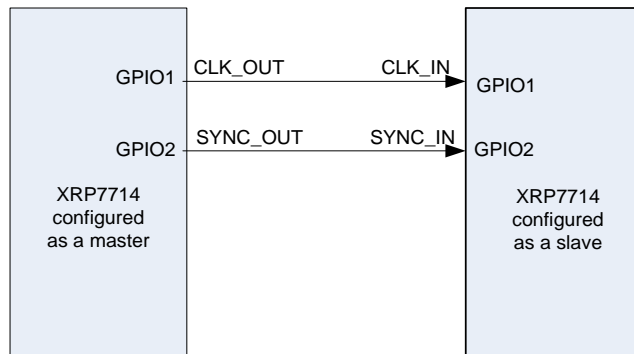 GPIO1 CLK_OUT CLK_IN GPIO1
GPIO2 SYNC_OUT SYNC_IN GPIO2
XRP7714
configured
as a master
XRP7714
configured
as a slave